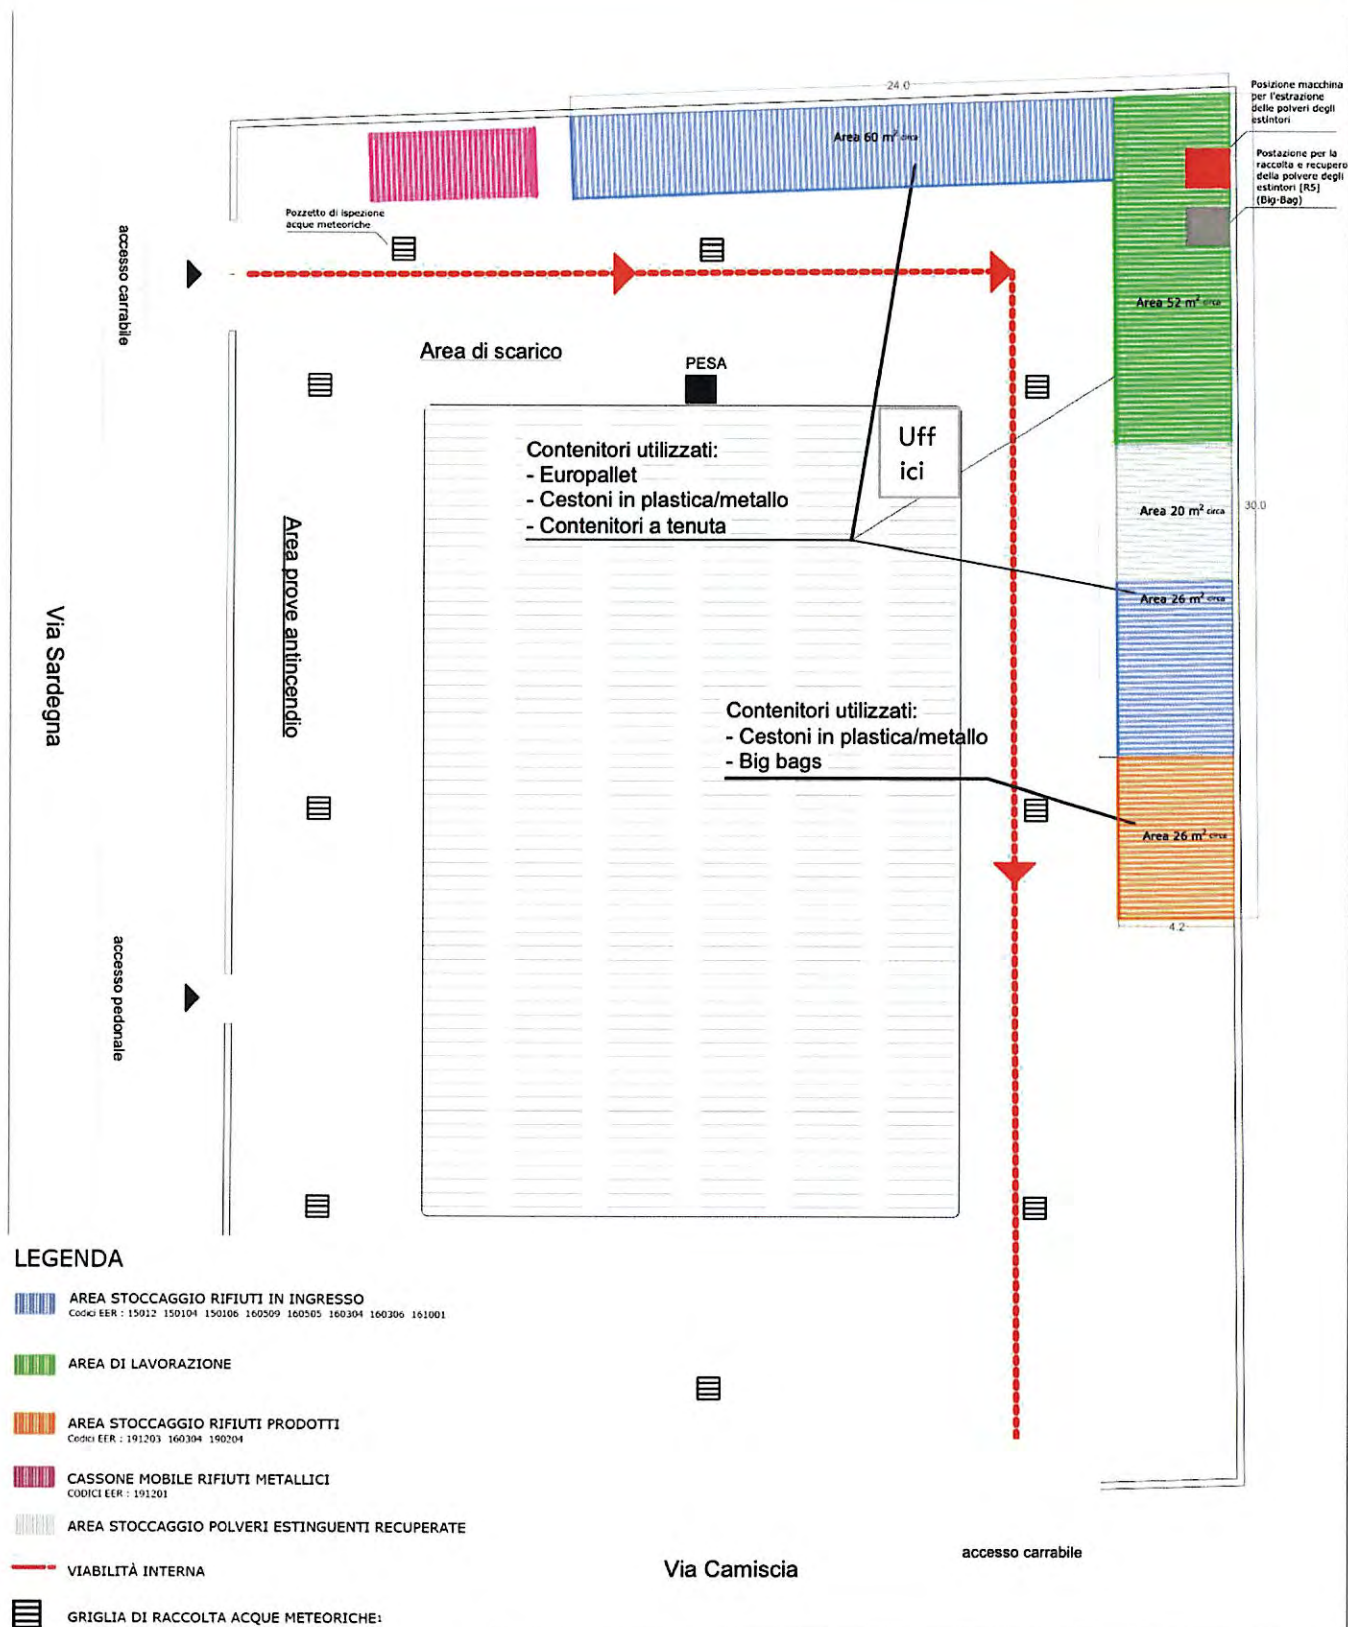 24.0
Posizione macchina
per l'estrazione
delle polveri degli
estintori
Area 60 m² circa
Postazione per la
raccolta e recupero
della polvere degli
estintori [R5]
(Big-Bag)
Pozzetto di ispezione
acque meteoriche
accesso carrabile
Area 52 m² circa
Area di scarico
PESA
Uff
ici
Contenitori utilizzati:
- Europallet
- Cestoni in plastica/metallo
- Contenitori a tenuta
Area 20 m² circa
30.0
Area prove antincendio
Area 26 m² circa
Via Sardegna
Contenitori utilizzati:
- Cestoni in plastica/metallo
- Big bags
Area 26 m² circa
4.2
accesso pedonale
LEGENDA
AREA STOCCAGGIO RIFIUTI IN INGRESSO
Codici EER : 15012 150104 150106 160509 160505 160304 160306 161001
AREA DI LAVORAZIONE
AREA STOCCAGGIO RIFIUTI PRODOTTI
Codici EER : 191203 160304 190204
CASSONE MOBILE RIFIUTI METALLICI
CODICI EER : 191201
AREA STOCCAGGIO POLVERI ESTINGUENTI RECUPERATE
accesso carrabile
VIABILITÀ INTERNA
Via Camiscia
GRIGLIA DI RACCOLTA ACQUE METEORICHE: